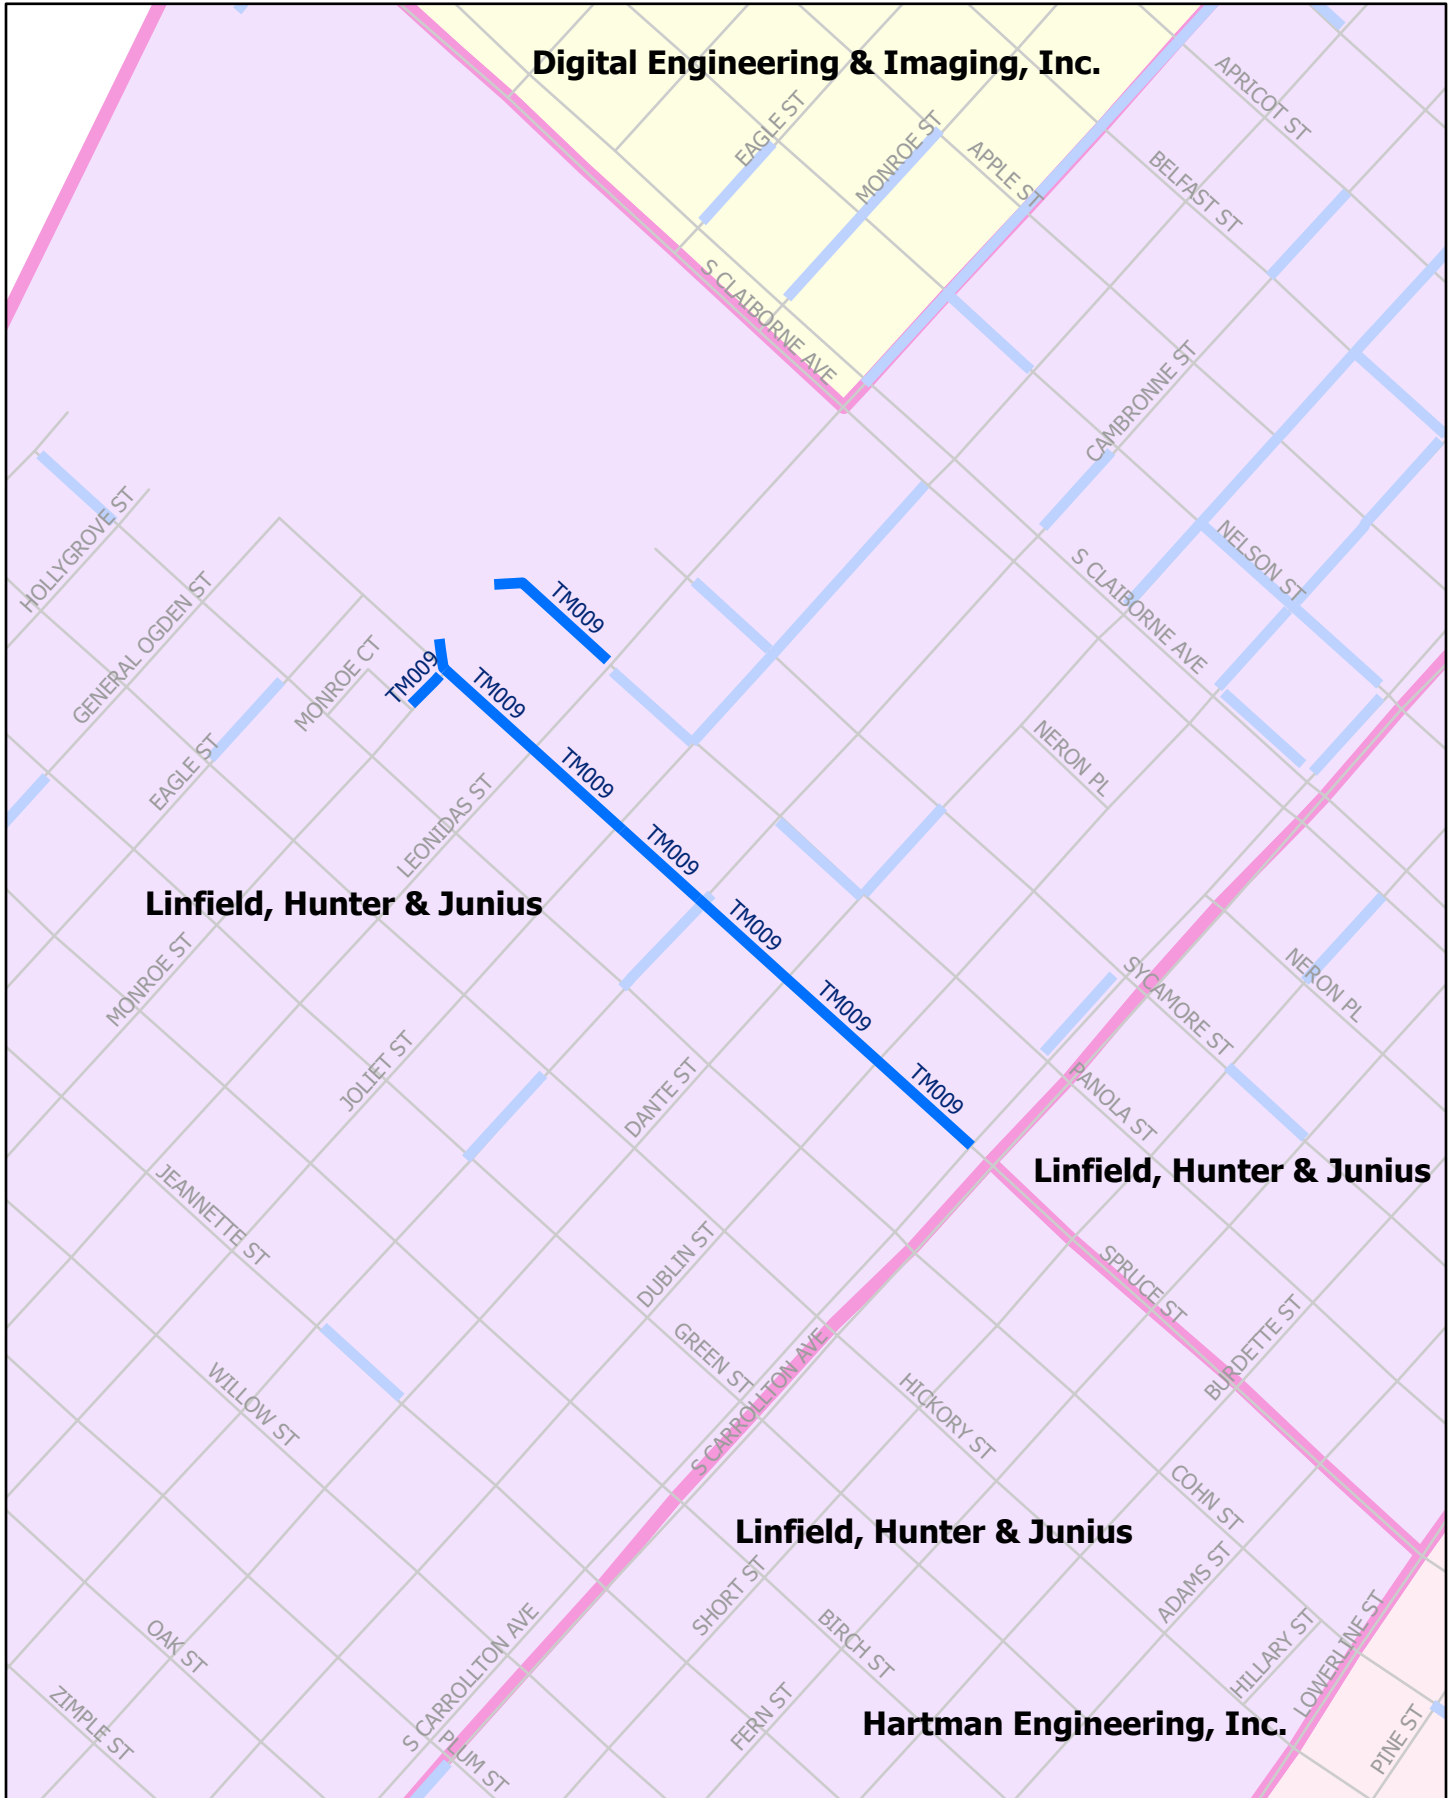 Digital Engineering & Imaging, Inc.
APRICOT ST
EAGLE ST
MONROE ST
APPLE ST
BELFAST ST
S CLAIBORNE AVE
CAMBRONNE ST
HOLLYGROVE ST
NELSON ST
S CLAIBORNE AVE
GENERAL OGDEN ST
TM009
MONROE CT
TM009
TM009
NERON PL
EAGLE ST
TM009
LEONIDAS ST
TM009
Linfield, Hunter & Junius
TM009
MONROE ST
TM009
SYCAMORE ST
NERON PL
JOLIET ST
DANTE ST
TM009
PANOLA ST
Linfield, Hunter & Junius
JEANNETTE ST
DUBLIN ST
SPRUCE ST
GREEN ST
BURDETTE ST
S CARROLLTON AVE
WILLOW ST
HICKORY ST
COHN ST
Linfield, Hunter & Junius
ADAMS ST
SHORT ST
OAK ST
BIRCH ST
HILLARY ST
LOWERLINE ST
S CARROLLTON AVE
ZIMPLE ST
FERN ST
Hartman Engineering, Inc.
PINE ST
PLUM ST